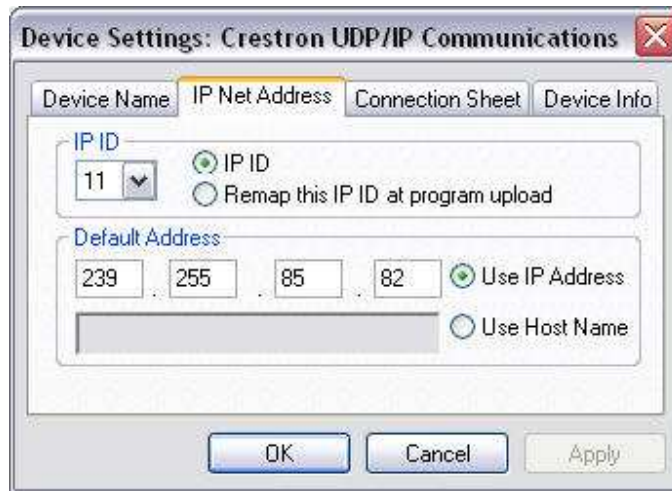 Device Settings: Crestron UDP/IP Communications
Device Name IP Net Address Connection Sheet Device Info
IP ID
11 IP ID
Remap this IP ID at program upload
Default Address
239 . 255 . 85 . 82 Use IP Address
Use Host Name
OK Cancel Apply